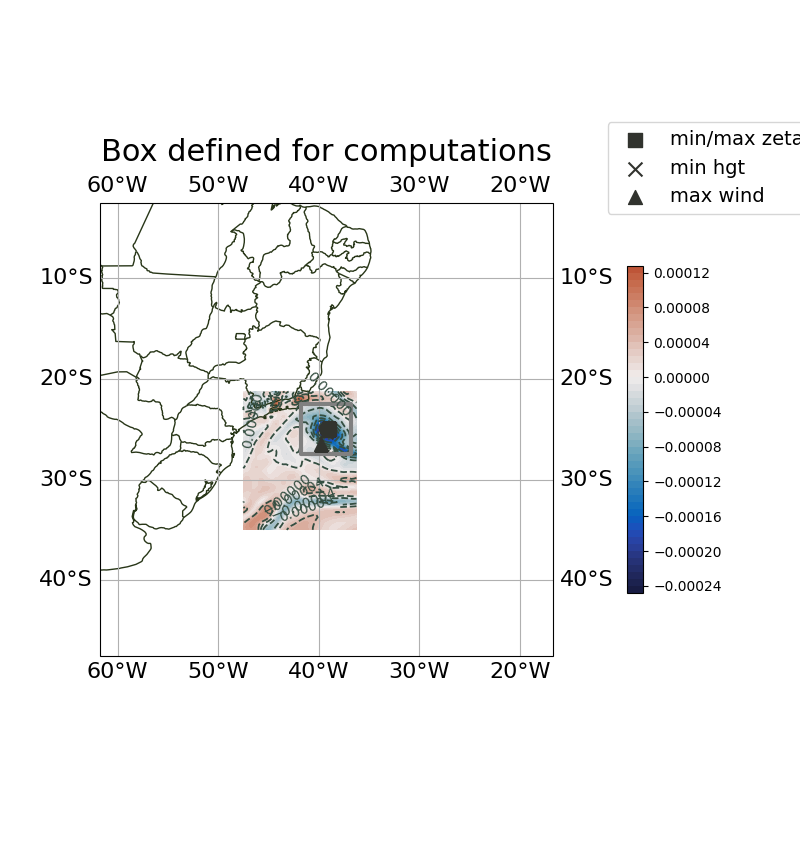 Box defined for computations
60°W 50°W 40°W 30°W 20°W
min/max zeta
min hgt
max wind
10°S 10°S
20°S 20°S
30°S 30°S
40°S 40°S
60°W 50°W 40°W 30°W 20°W
0.00012
0.00008
0.00004
0.00000
−0.00004
−0.00008
−0.00012
−0.00016
−0.00020
−0.00024